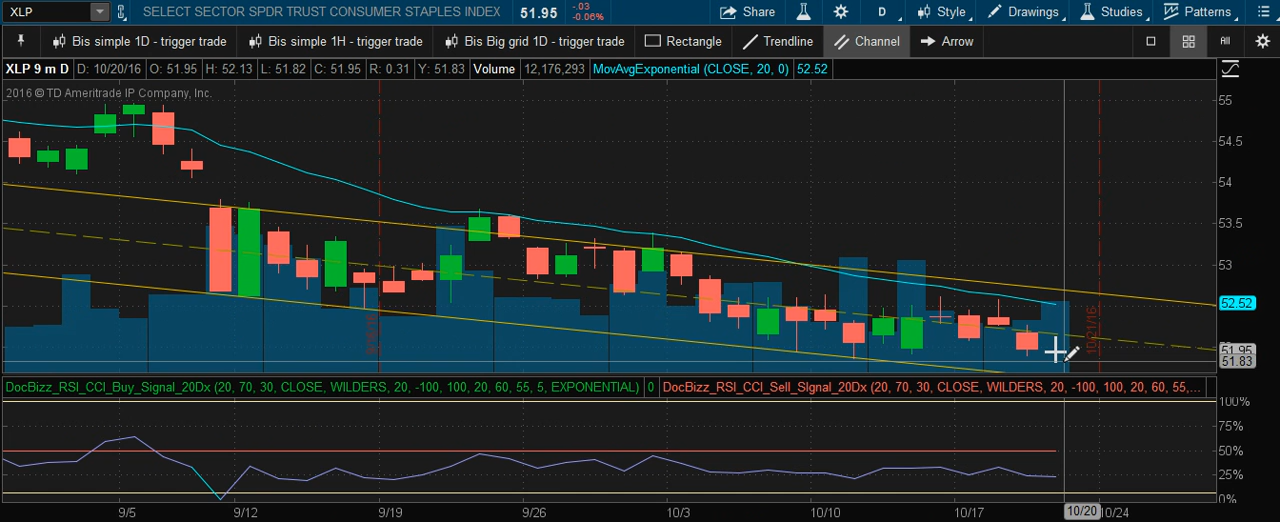 XLP SELECT SECTOR SPDR TRUST CONSUMER STAPLES INDEX 51.95 -.03 -0.06% Share D Style Drawings Studies Patterns
Bis simple 1D - trigger trade Bis simple 1H - trigger trade Bis Big grid 1D - trigger trade Rectangle Trendline Channel Arrow All
XLP 9 m D D: 10/20/16 O: 51.95 H: 52.13 L: 51.82 C: 51.95 R: 0.31 Y: 51.83 Volume 12,176,293 MovAvgExponential (CLOSE, 20, 0) 52.52
2016 © TD Ameritrade IP Company, Inc.
55
54.5
54
53.5
53
52.52
51.95
51.83
10/21/16
DocBizz_RSI_CCI_Buy_Signal_20Dx (20, 70, 30, CLOSE, WILDERS, 20, -100, 100, 20, 60, 55, 5, EXPONENTIAL) 0 DocBizz_RSI_CCI_Sell_SIgnal_20Dx (20, 70, 30, CLOSE, WILDERS, 20, -100, 100, 20, 60, 55,...
100%
75%
50%
25%
0%
9/5 9/12 9/19 9/26 10/3 10/10 10/17 10/20 10/24